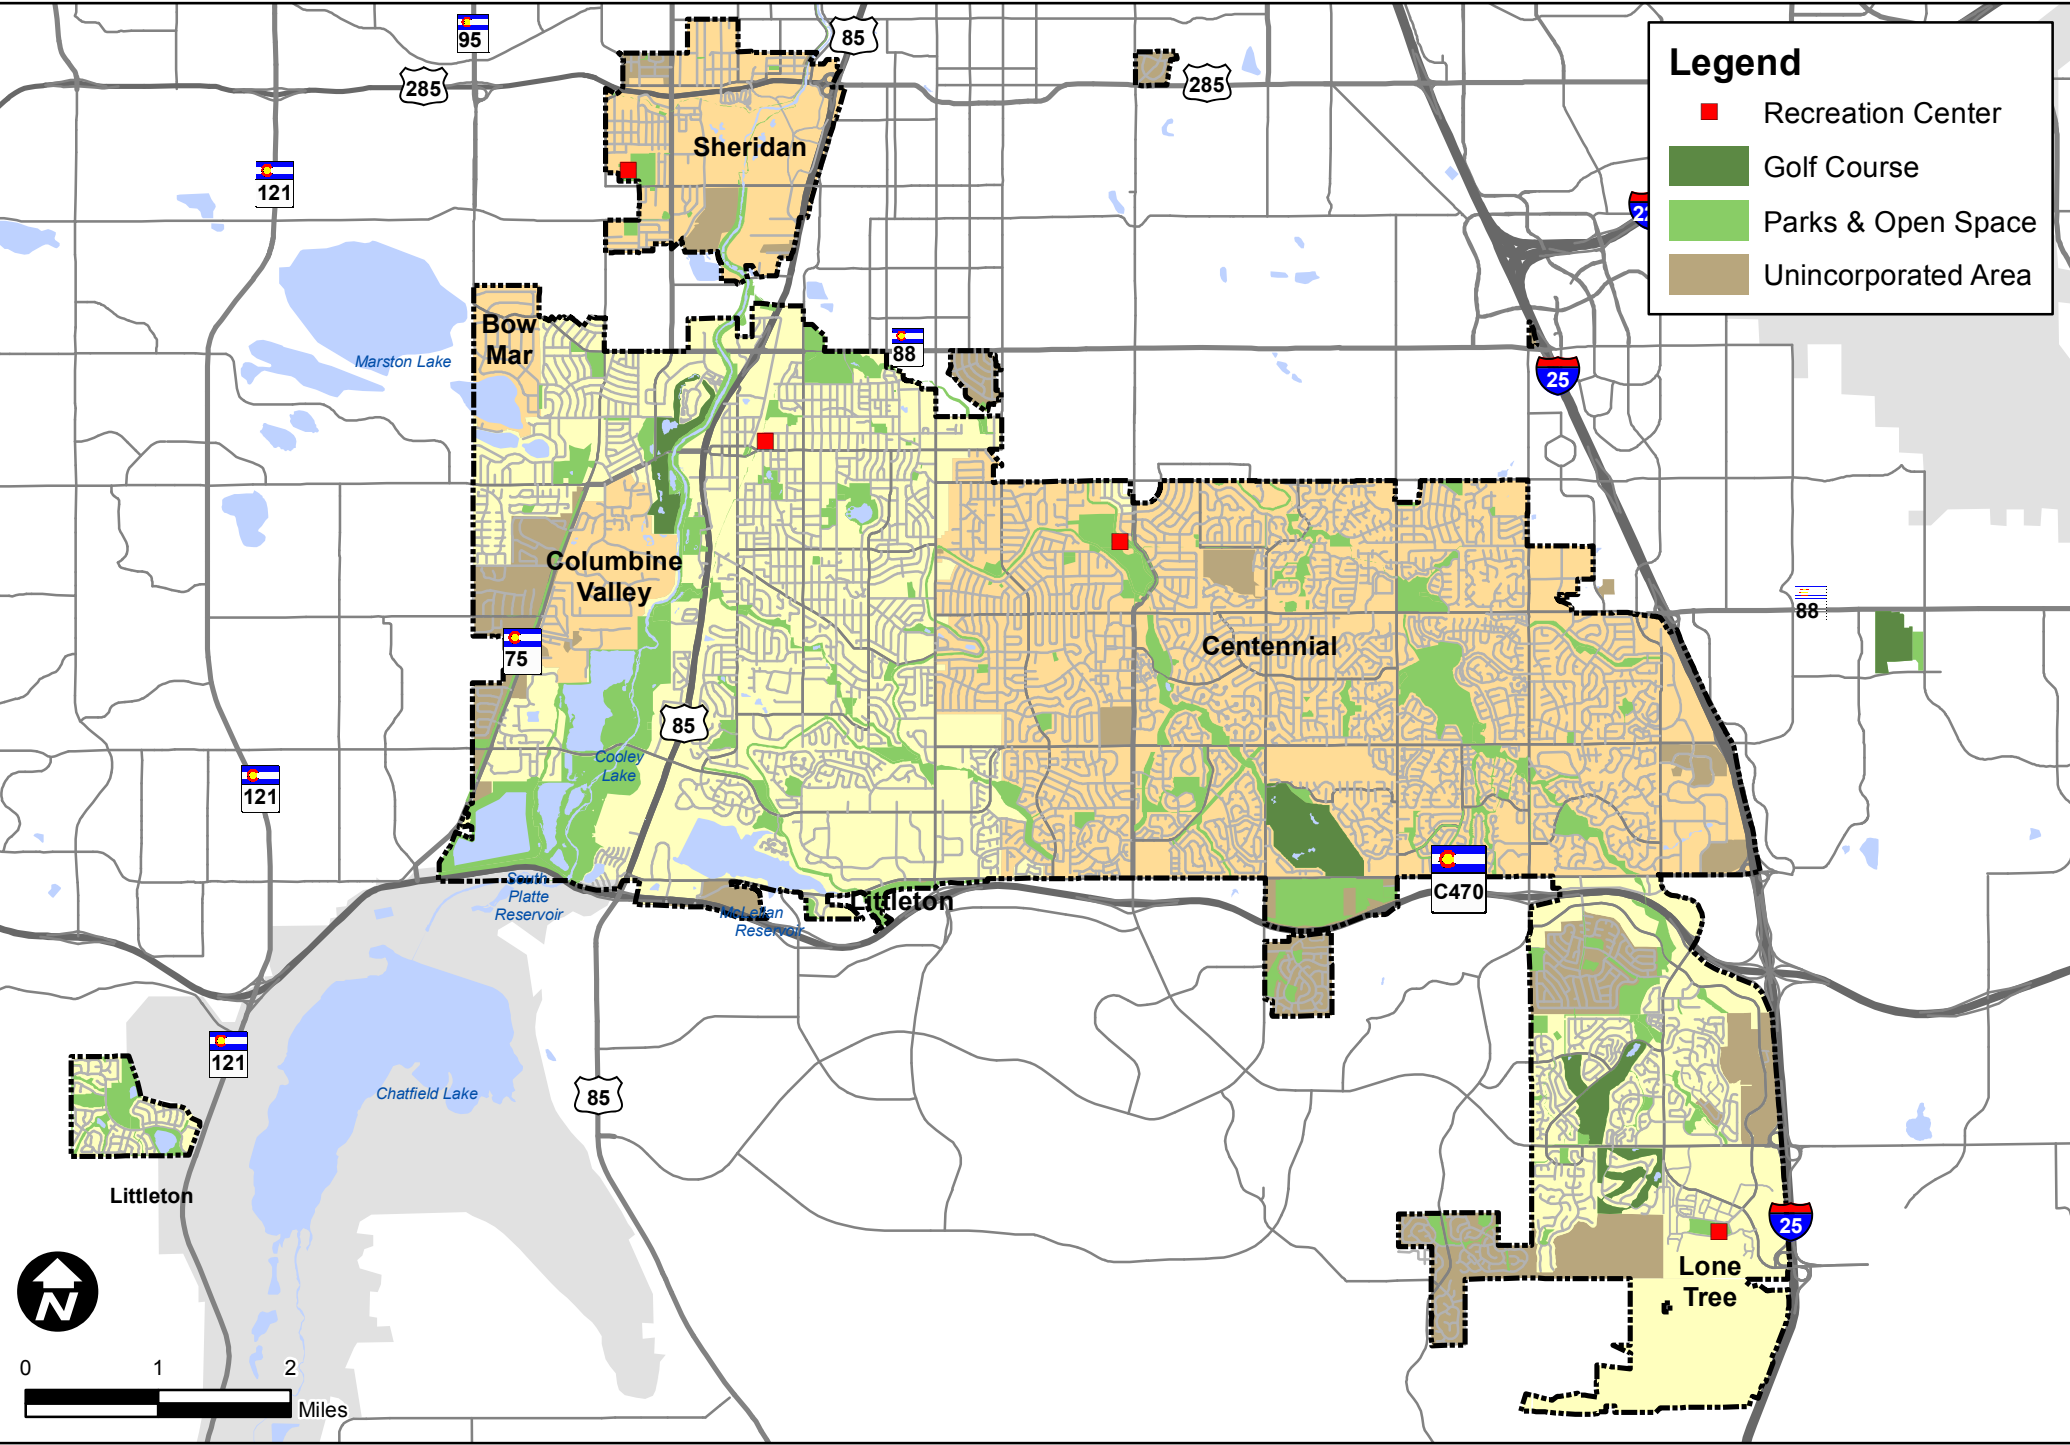 95
85
285
285
Legend
Recreation Center
Golf Course
Parks & Open Space
Unincorporated Area
Sheridan
121
Bow
Mar
Marston Lake
88
25
Columbine
Valley
75
Centennial
88
85
Cooley
Lake
121
South
Platte
Reservoir
McLellan
Reservoir
Littleton
C470
121
Chatfield Lake
85
Littleton
25
Lone
Tree
N
0 1 2
Miles